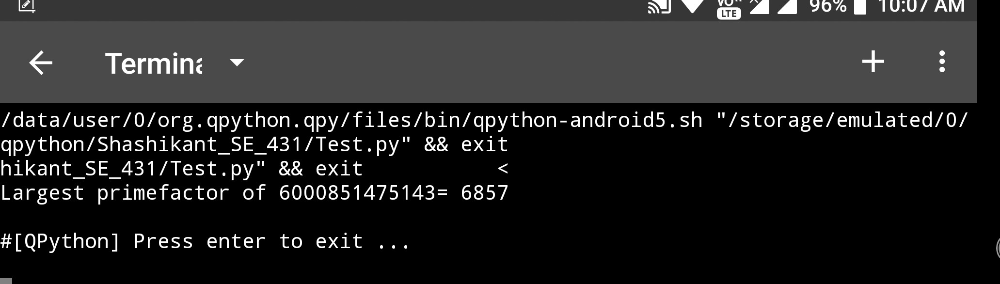 LTE 96% 10:07 AM
Termina
/data/user/0/org.qpython.qpy/files/bin/qpython-android5.sh "/storage/emulated/0/
qpython/Shashikant_SE_431/Test.py" && exit
hikant_SE_431/Test.py" && exit <
Largest primefactor of 6000851475143= 6857
#[QPython] Press enter to exit ...